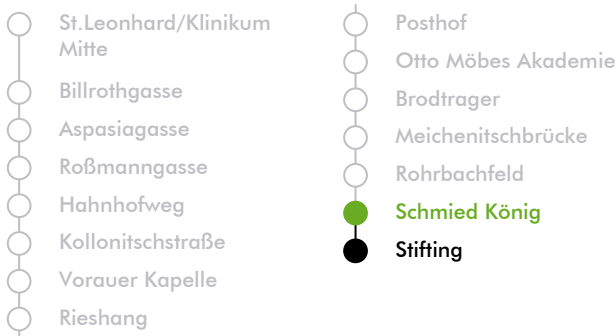 St.Leonhard/Klinikum
Mitte
Billrothgasse
Aspasiagasse
Roßmanngasse
Hahnhofweg
Kollonitschstraße
Vorauer Kapelle
Rieshang
Posthof
Otto Möbes Akademie
Brodtrager
Meichenitschbrücke
Rohrbachfeld
Schmied König
Stifting